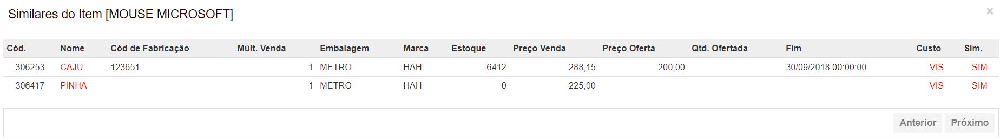 Similares do Item [MOUSE MICROSOFT] ×
Cód. Nome Cód de Fabricação Múlt. Venda Embalagem Marca Estoque Preço Venda Preço Oferta Qtd. Ofertada Fim Custo Sim.
306253 CAJU 123651 1 METRO HAH 6412 288,15 200,00 30/09/2018 00:00:00 VIS SIM
306417 PINHA 1 METRO HAH 0 225,00 VIS SIM
Anterior Próximo